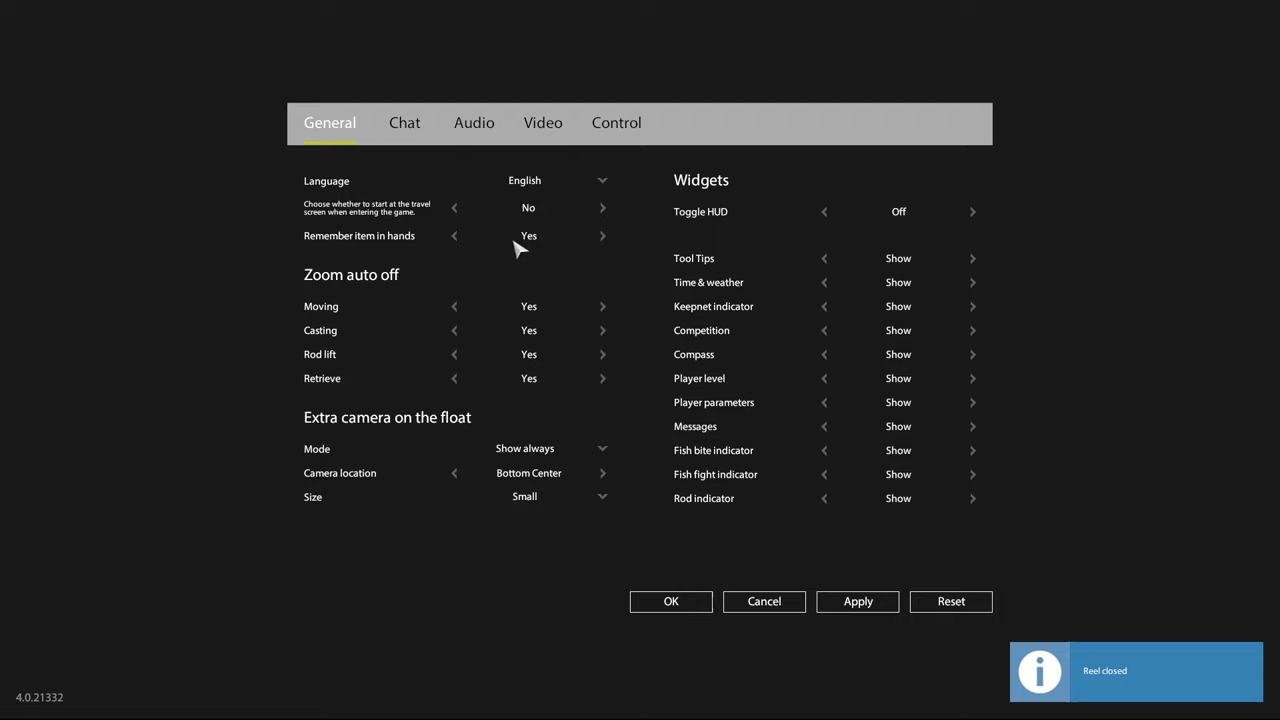 General Chat Audio Video Control
Language English
Choose whether to start at the travel
screen when entering the game. No
Remember item in hands Yes
Zoom auto off
Moving Yes
Casting Yes
Rod lift Yes
Retrieve Yes
Extra camera on the float
Mode Show always
Camera location Bottom Center
Size Small
Widgets
Toggle HUD Off
Tool Tips Show
Time & weather Show
Keepnet indicator Show
Competition Show
Compass Show
Player level Show
Player parameters Show
Messages Show
Fish bite indicator Show
Fish fight indicator Show
Rod indicator Show
OK Cancel Apply Reset
Reel closed
4.0.21332